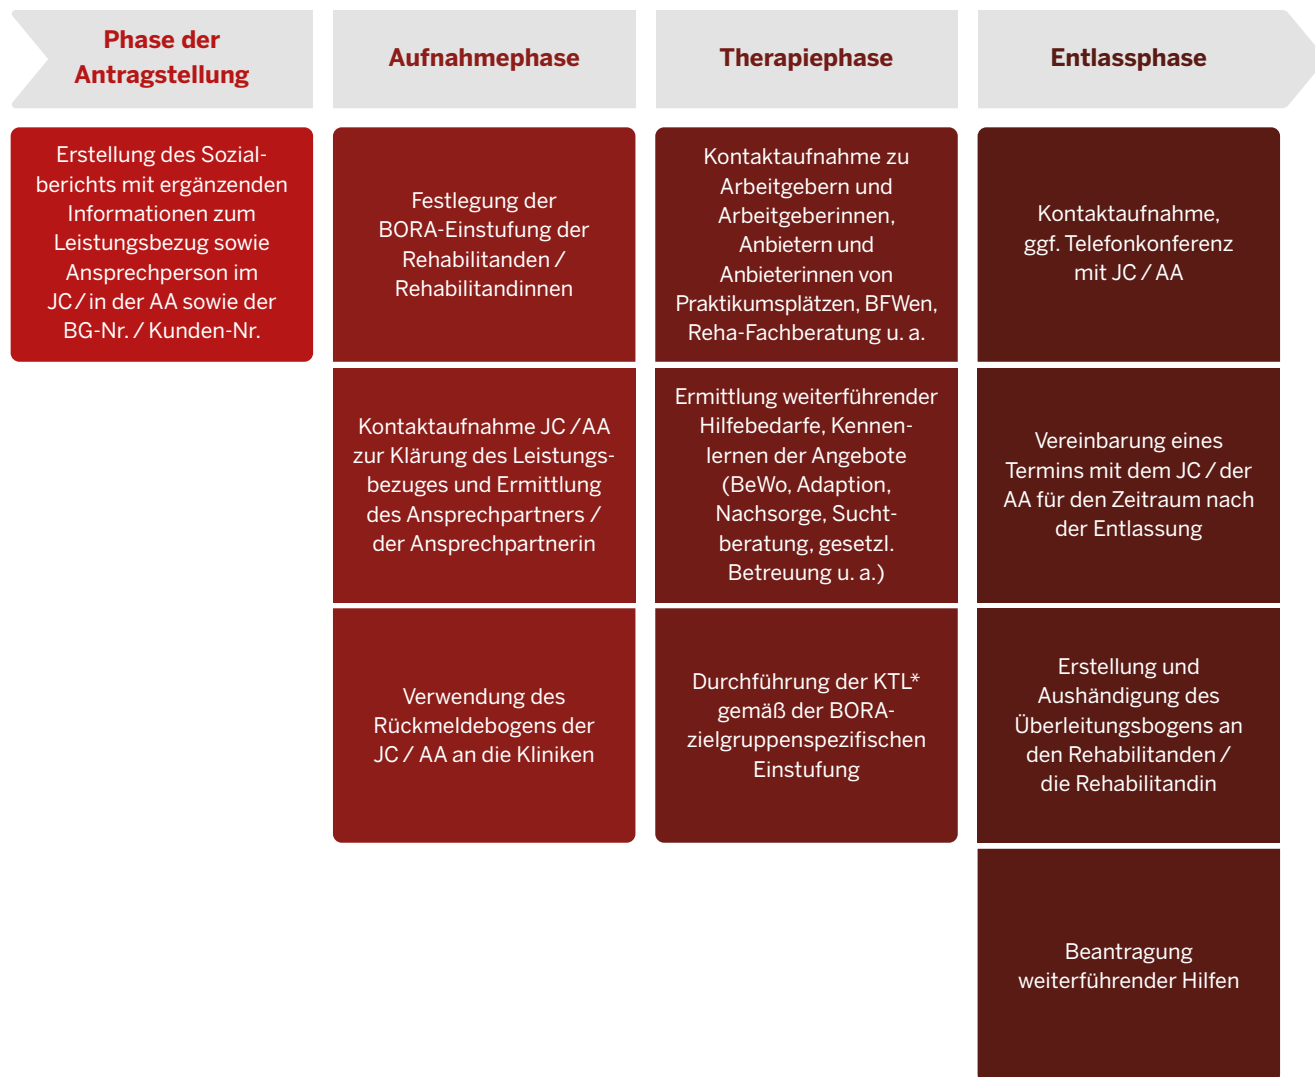 Phase der
Antragstellung
Aufnahmephase
Therapiephase
Entlassphase
Erstellung des Sozial-
berichts mit ergänzenden
Informationen zum
Leistungsbezug sowie
Ansprechperson im
JC / in der AA sowie der
BG-Nr. / Kunden-Nr.
Festlegung der
BORA-Einstufung der
Rehabilitanden /
Rehabilitandinnen
Kontaktaufnahme JC / AA
zur Klärung des Leistungs-
bezuges und Ermittlung
des Ansprechpartners /
der Ansprechpartnerin
Verwendung des
Rückmeldebogens der
JC / AA an die Kliniken
Kontaktaufnahme zu
Arbeitgebern und
Arbeitgeberinnen,
Anbietern und
Anbieterinnen von
Praktikumsplätzen, BFWen,
Reha-Fachberatung u. a.
Ermittlung weiterführender
Hilfebedarfe, Kennen-
lernen der Angebote
(BeWo, Adaption,
Nachsorge, Sucht-
beratung, gesetzl.
Betreuung u. a.)
Durchführung der KTL*
gemäß der BORA-
zielgruppenspezifischen
Einstufung
Kontaktaufnahme,
ggf. Telefonkonferenz
mit JC / AA
Vereinbarung eines
Termins mit dem JC / der
AA für den Zeitraum nach
der Entlassung
Erstellung und
Aushändigung des
Überleitungsbogens an
den Rehabilitanden /
die Rehabilitandin
Beantragung
weiterführender Hilfen